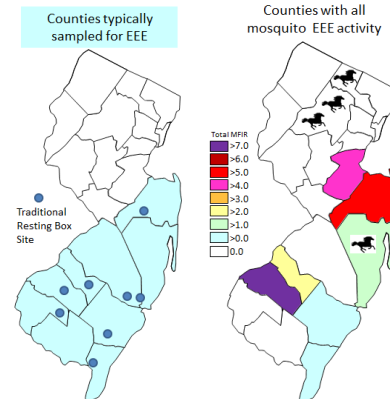 Counties typically
sampled for EEE
Counties with all
mosquito EEE activity
Traditional
Resting Box
Site
Total MFIR
>7.0
>6.0
>5.0
>4.0
>3.0
>2.0
>1.0
>0.0
0.0